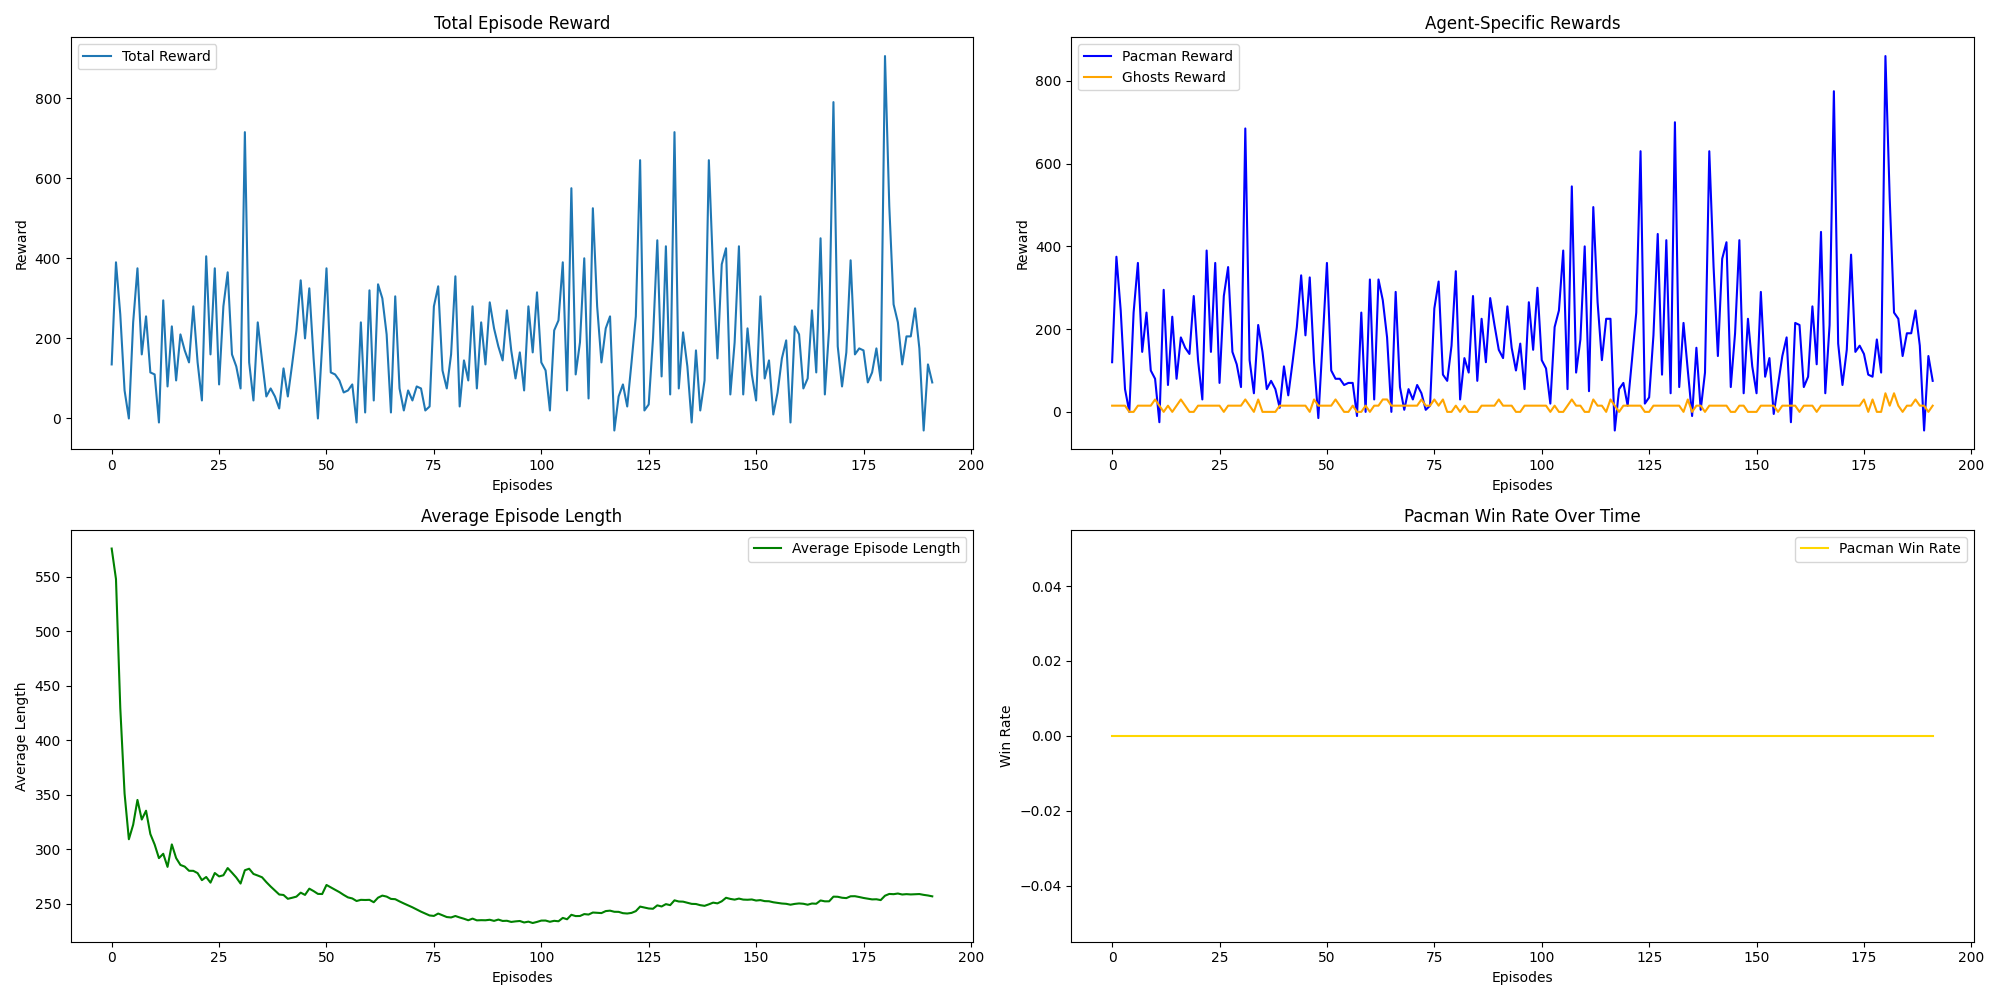 Total Episode Reward
Total Reward
Reward
800
600
400
200
0
0 25 50 75 100 125 150 175 200
Episodes
Agent-Specific Rewards
Pacman Reward
Ghosts Reward
Reward
800
600
400
200
0
0 25 50 75 100 125 150 175 200
Episodes
Average Episode Length
Average Episode Length
Average Length
550
500
450
400
350
300
250
0 25 50 75 100 125 150 175 200
Episodes
Pacman Win Rate Over Time
Pacman Win Rate
Win Rate
0.04
0.02
0.00
−0.02
−0.04
0 25 50 75 100 125 150 175 200
Episodes